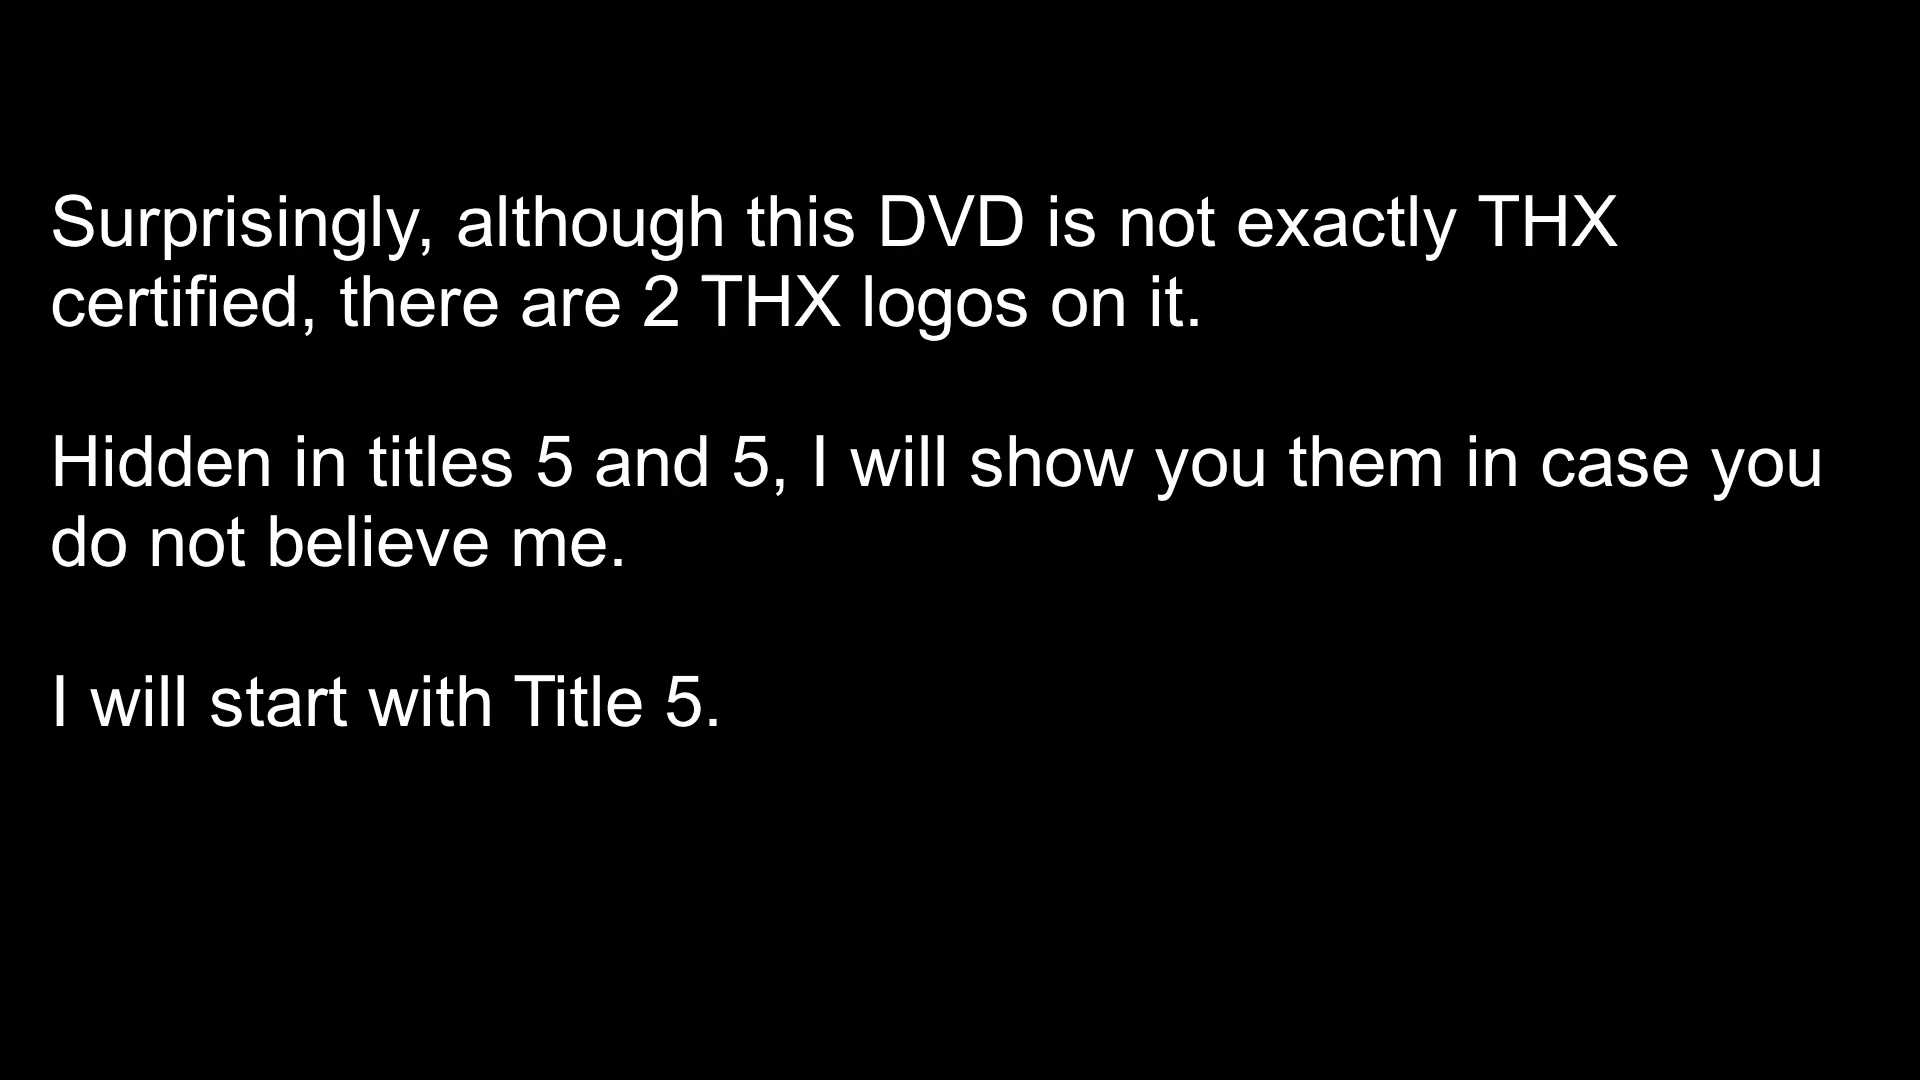 Surprisingly, although this DVD is not exactly THX
certified, there are 2 THX logos on it.
Hidden in titles 5 and 5, I will show you them in case you
do not believe me.
I will start with Title 5.